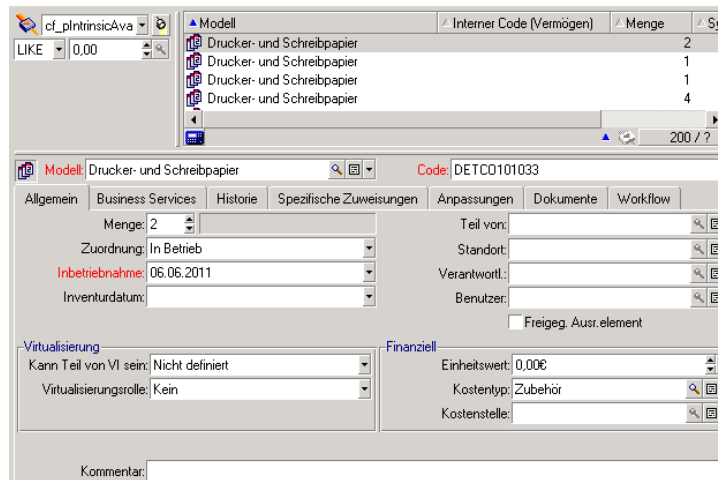 cf_pIntrinsicAva
LIKE 0,00
Modell Interner Code (Vermögen) Menge
Drucker- und Schreibpapier 2
Drucker- und Schreibpapier 1
Drucker- und Schreibpapier 1
Drucker- und Schreibpapier 4
200 / ?
Modell: Drucker- und Schreibpapier Code: DETCO101033
Allgemein Business Services Historie Spezifische Zuweisungen Anpassungen Dokumente Workflow
Menge: 2 Teil von:
Zuordnung: In Betrieb Standort:
Inbetriebnahme: 06.06.2011 Verantwortl.:
Inventurdatum: Benutzer:
Freigeg. Ausr.element
Virtualisierung Finanziell
Kann Teil von VI sein: Nicht definiert Einheitswert: 0,00€
Virtualisierungsrolle: Kein Kostentyp: Zubehör
Kostenstelle:
Kommentar: